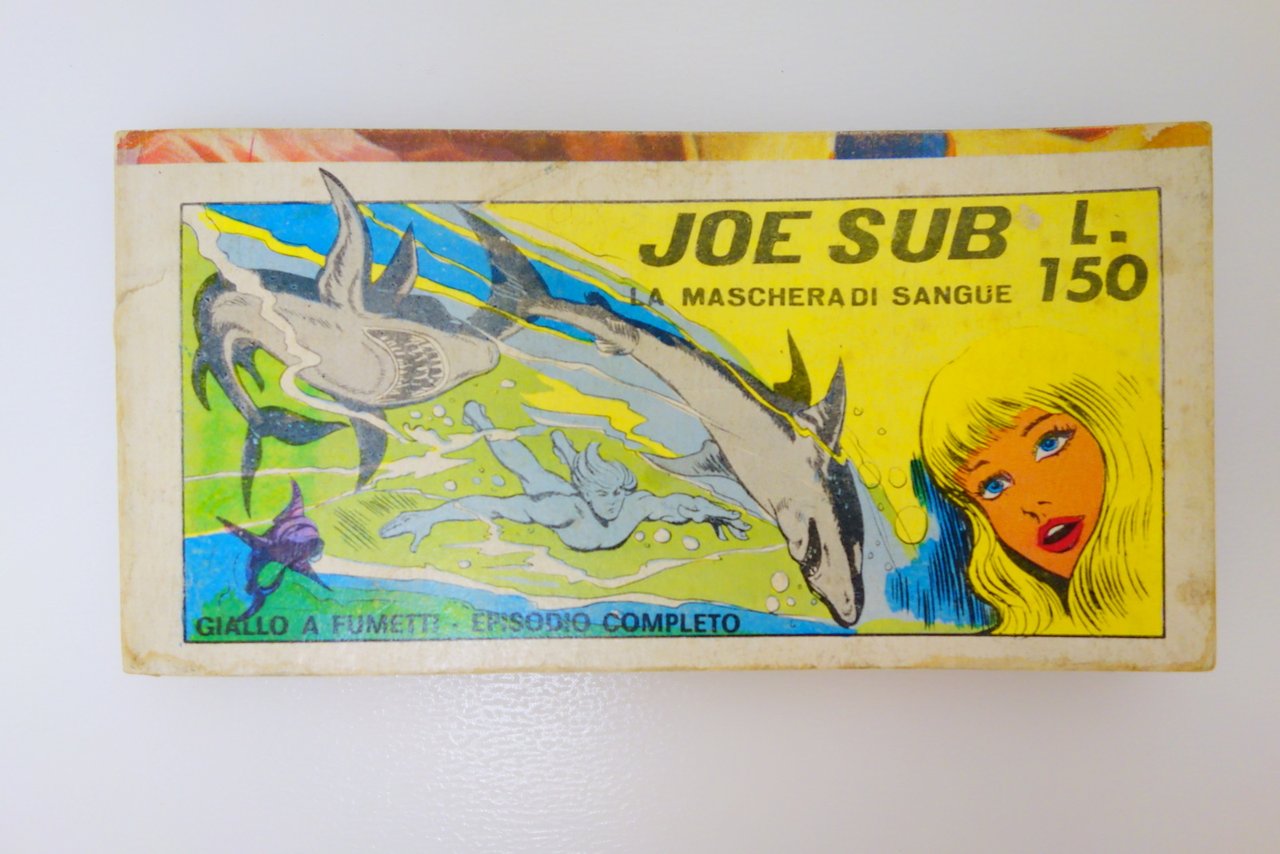 JOE SUB
L. 150
LA MASCHERA DI SANGUE
GIALLO A FUMETTI - EPISODIO COMPLETO